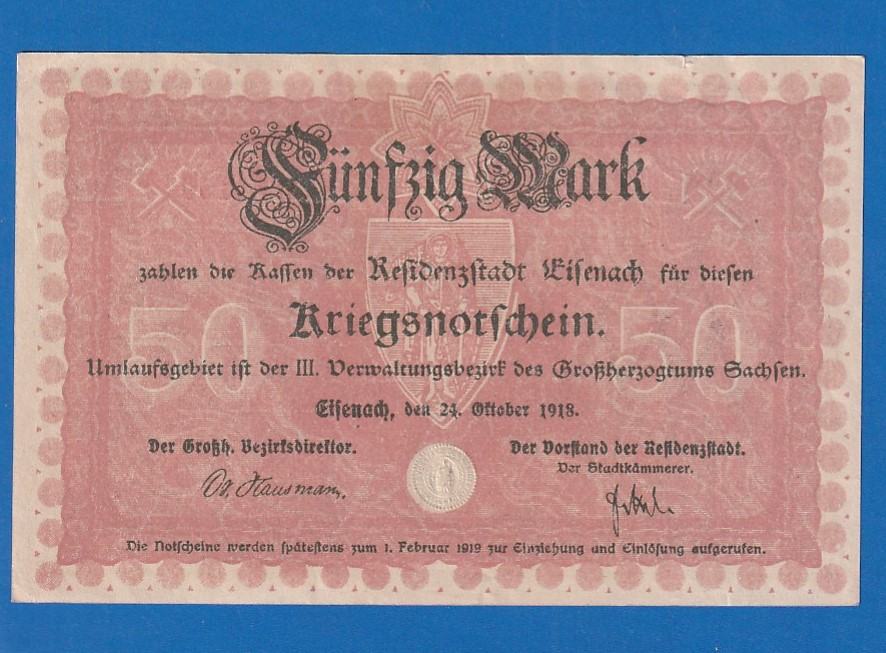 Fünfzig Mark
zahlen die Kassen der Residenzstadt Eisenach für diesen
Kriegsnotschein.
50 50
Umlaufsgebiet ist der III. Verwaltungsbezirk des Großherzogtums Sachsen.
Eisenach, den 24. Oktober 1918.
Der Großh. Bezirksdirektor. Der Vorstand der Residenzstadt.
Der Stadtkämmerer.
Die Notscheine werden spätestens zum 1. Februar 1919 zur Einziehung und Einlösung aufgerufen.